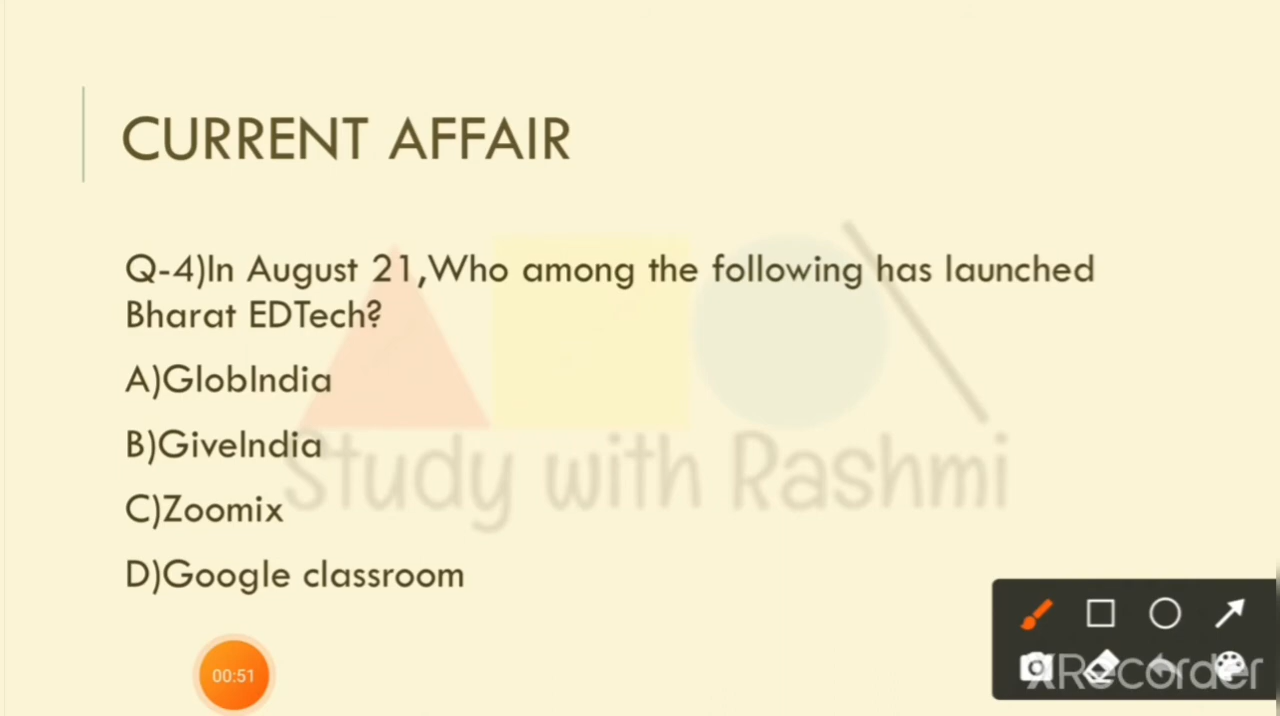 CURRENT AFFAIR
Q-4)In August 21,Who among the following has launched
Bharat EDTech?
A)GlobIndia
B)GiveIndia
Study with Rashmi
C)Zoomix
D)Google classroom
00:51
XRecorder